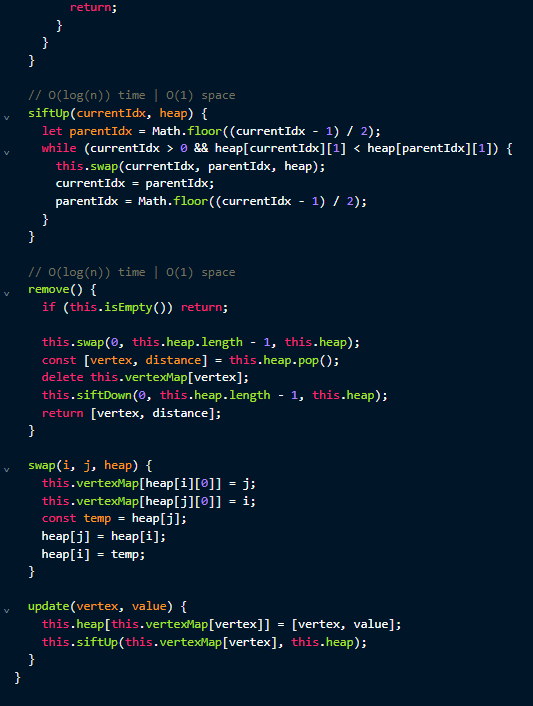 return;
}
}
}
// O(log(n)) time | O(1) space
siftUp(currentIdx, heap) {
let parentIdx = Math.floor((currentIdx - 1) / 2);
while (currentIdx > 0 && heap[currentIdx][1] < heap[parentIdx][1]) {
this.swap(currentIdx, parentIdx, heap);
currentIdx = parentIdx;
parentIdx = Math.floor((currentIdx - 1) / 2);
}
}
// O(log(n)) time | O(1) space
remove() {
if (this.isEmpty()) return;
this.swap(0, this.heap.length - 1, this.heap);
const [vertex, distance] = this.heap.pop();
delete this.vertexMap[vertex];
this.siftDown(0, this.heap.length - 1, this.heap);
return [vertex, distance];
}
swap(i, j, heap) {
this.vertexMap[heap[i][0]] = j;
this.vertexMap[heap[j][0]] = i;
const temp = heap[j];
heap[j] = heap[i];
heap[i] = temp;
}
update(vertex, value) {
this.heap[this.vertexMap[vertex]] = [vertex, value];
this.siftUp(this.vertexMap[vertex], this.heap);
}
}